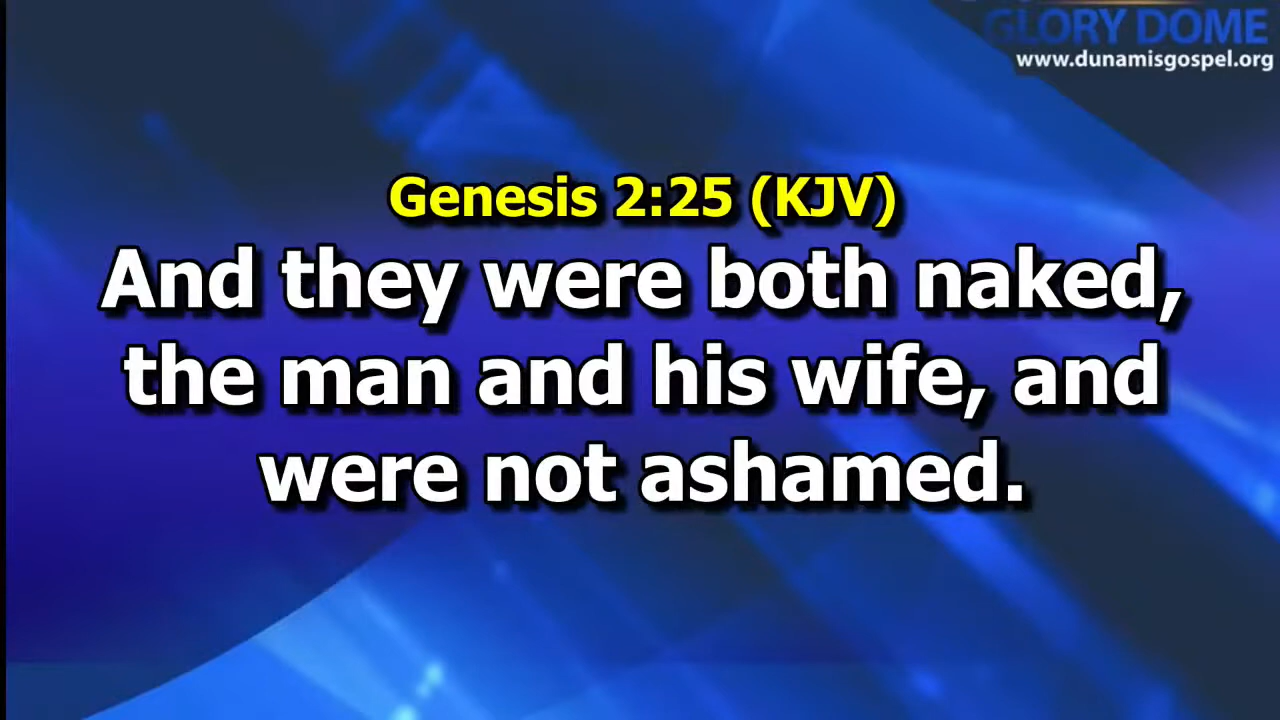 GLORY DOME
www.dunamisgospel.org
Genesis 2:25 (KJV)
And they were both naked,
the man and his wife, and
were not ashamed.